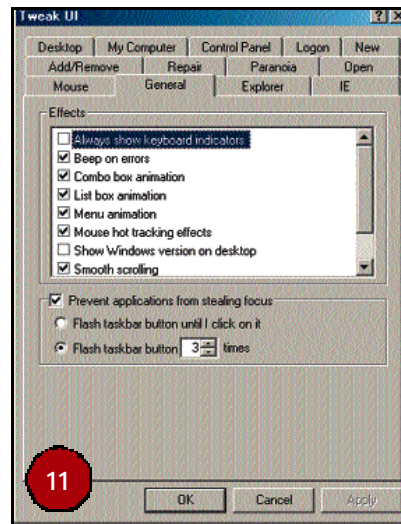 Tweak UI
Desktop My Computer Control Panel Logon New
Add/Remove Repair Paranoia Open
Mouse General Explorer IE
Effects
Always show keyboard indicators
Beep on errors
Combo box animation
List box animation
Menu animation
Mouse hot tracking effects
Show Windows version on desktop
Smooth scrolling
Prevent applications from stealing focus
Flash taskbar button until I click on it
Flash taskbar button 3 times
11
OK Cancel Apply